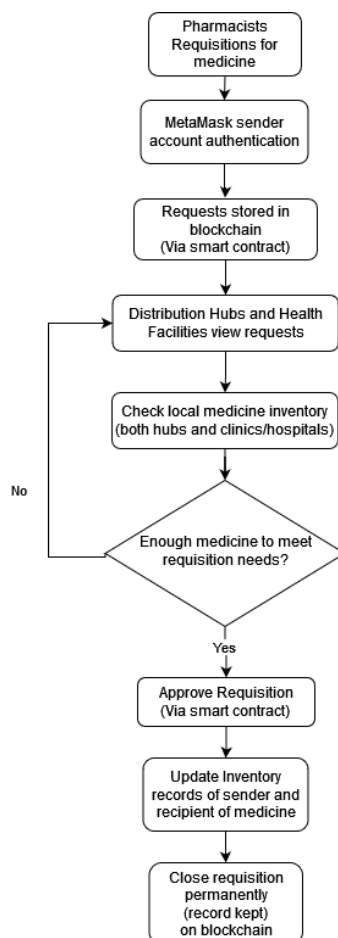 Pharmacists
Requisitions for
medicine
MetaMask sender
account authentication
Requests stored in
blockchain
(Via smart contract)
Distribution Hubs and Health
Facilities view requests
Check local medicine inventory
(both hubs and clinics/hospitals)
No
Enough medicine to meet
requisition needs?
Yes
Approve Requisition
(Via smart contract)
Update Inventory
records of sender and
recipient of medicine
Close requisition
permanently
(record kept)
on blockchain